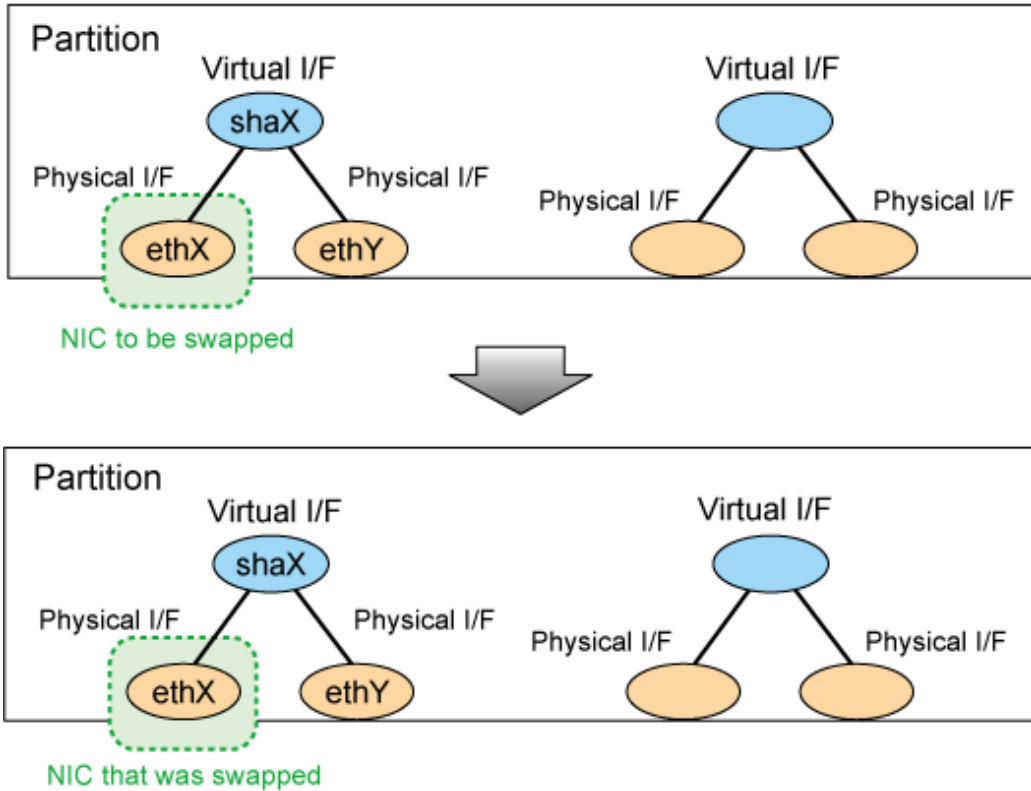 Partition
Virtual I/F
Virtual I/F
shaX
Physical I/F
Physical I/F
Physical I/F
Physical I/F
ethX
ethY
NIC to be swapped
Partition
Virtual I/F
Virtual I/F
shaX
Physical I/F
Physical I/F
Physical I/F
Physical I/F
ethX
ethY
NIC that was swapped